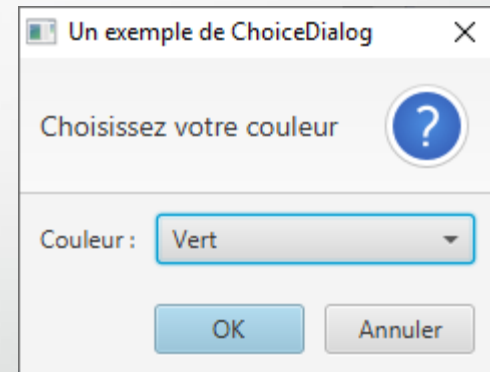 Un exemple de ChoiceDialog
Choisissez votre couleur
?
Couleur : Vert
OK Annuler